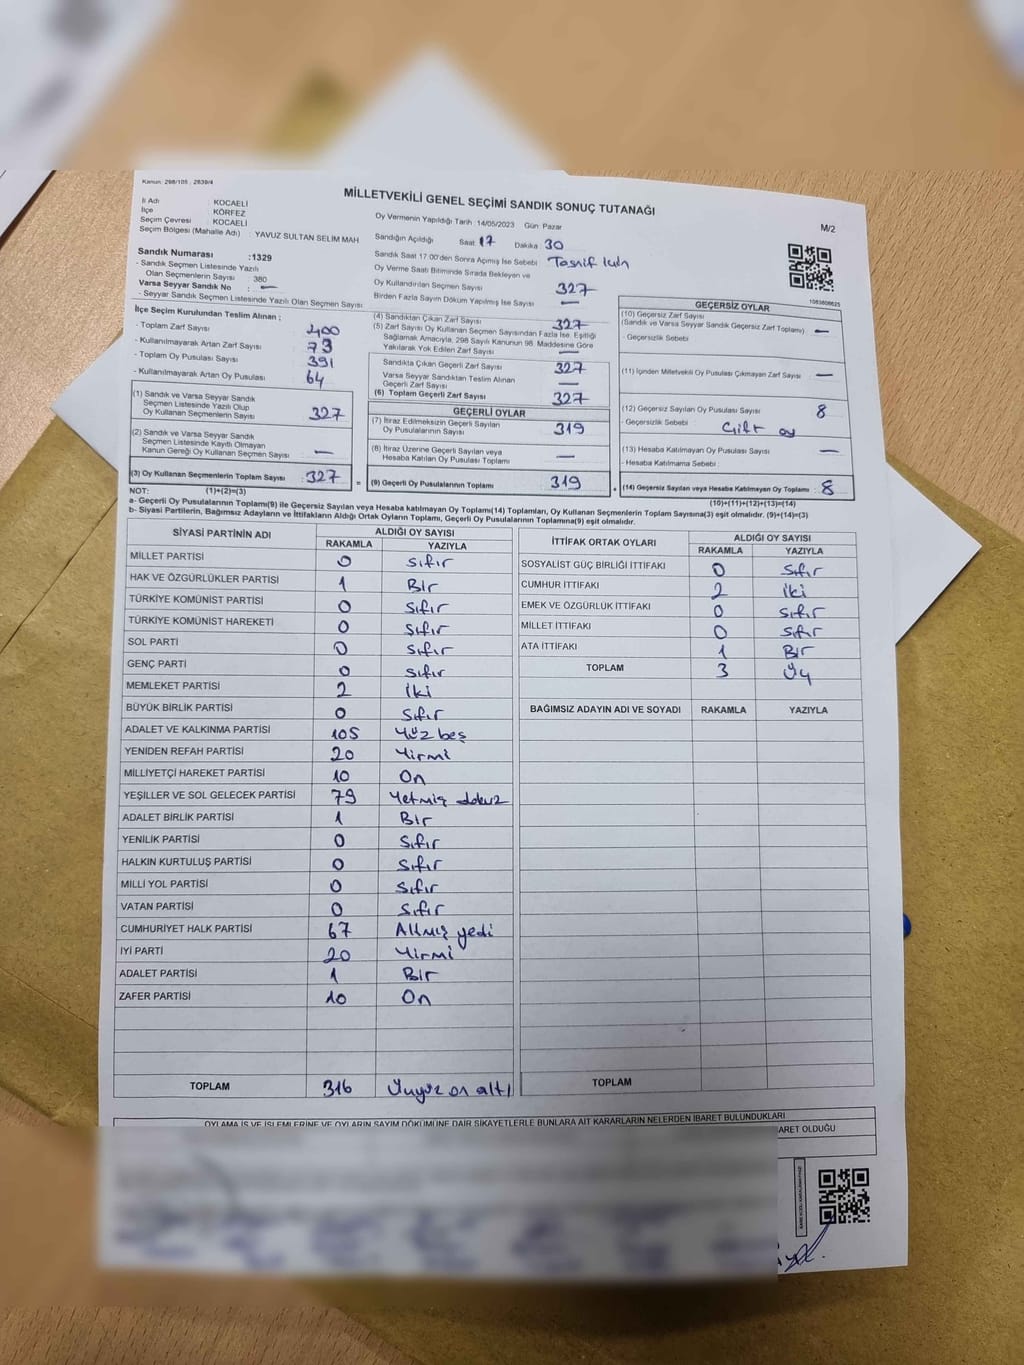 Kanun: 298/105 ; 2839/4
MİLLETVEKİLİ GENEL SEÇİMİ SANDIK SONUÇ TUTANAĞI
M/2
İl Adı : KOCAELİ
İlçe : KÖRFEZ
Seçim Çevresi : KOCAELİ
Seçim Bölgesi (Mahalle Adı) : YAVUZ SULTAN SELİM MAH
Sandık Numarası :1329
- Sandık Seçmen Listesinde Yazılı
Olan Seçmenlerin Sayısı : 380
Varsa Seyyar Sandık No : —
- Seyyar Sandık Seçmen Listesinde Yazılı Olan Seçmen Sayısı:
Oy Vermenin Yapıldığı Tarih : 14/05/2023 Gün: Pazar
Sandığın Açıldığı Saat 17 Dakika 30
Sandık Saat 17.00'den Sonra Açılmış İse Sebebi Tasnif için
Oy Verme Saati Bitiminde Sırada Bekleyen ve
Oy Kullandırılan Seçmen Sayısı 327
Birden Fazla Sayım Döküm Yapılmış İse Sayısı —
1083808625
İlçe Seçim Kurulundan Teslim Alınan ;
- Toplam Zarf Sayısı 400
- Kullanılmayarak Artan Zarf Sayısı 73
- Toplam Oy Pusulası Sayısı 391
- Kullanılmayarak Artan Oy Pusulası 64
(1) Sandık ve Varsa Seyyar Sandık
Seçmen Listesinde Yazılı Olup
Oy Kullanan Seçmenlerin Sayısı 327
(2) Sandık ve Varsa Seyyar Sandık
Seçmen Listesinde Kayıtlı Olmayan
Kanun Gereği Oy Kullanan Seçmen Sayısı —
(3) Oy Kullanan Seçmenlerin Toplam Sayısı 327
(4) Sandıktan Çıkan Zarf Sayısı 327
(5) Zarf Sayısı Oy Kullanan Seçmen Sayısından Fazla İse, Eşitliği
Sağlamak Amacıyla, 298 Sayılı Kanunun 98. Maddesine Göre
Yakılarak Yok Edilen Zarf Sayısı —
Sandıkta Çıkan Geçerli Zarf Sayısı 327
Varsa Seyyar Sandıktan Teslim Alınan
Geçerli Zarf Sayısı —
(6) Toplam Geçerli Zarf Sayısı 327
GEÇERLİ OYLAR
(7) İtiraz Edilmeksizin Geçerli Sayılan
Oy Pusulalarının Sayısı 319
(8) İtiraz Üzerine Geçerli Sayılan veya
Hesaba Katılan Oy Pusulası Toplamı —
= (9) Geçerli Oy Pusulalarının Toplamı 319
GEÇERSİZ OYLAR
(10) Geçersiz Zarf Sayısı
(Sandık ve Varsa Seyyar Sandık Geçersiz Zarf Toplamı) —
- Geçersizlik Sebebi :
(11) İçinden Milletvekili Oy Pusulası Çıkmayan Zarf Sayısı —
(12) Geçersiz Sayılan Oy Pusulası Sayısı 8
- Geçersizlik Sebebi : Çift oy
(13) Hesaba Katılmayan Oy Pusulası Sayısı —
- Hesaba Katılmama Sebebi :
+ (14) Geçersiz Sayılan veya Hesaba Katılmayan Oy Toplamı 8
NOT: (1)+(2)=(3)
(10)+(11)+(12)+(13)=(14)
a- Geçerli Oy Pusulalarının Toplamı(9) ile Geçersiz Sayılan veya Hesaba katılmayan Oy Toplamı(14) Toplamları, Oy Kullanan Seçmenlerin Toplam Sayısına(3) eşit olmalıdır. (9)+(14)=(3)
b- Siyasi Partilerin, Bağımsız Adayların ve İttifakların Aldığı Ortak Oyların Toplamı, Geçerli Oy Pusulalarının Toplamına(9) eşit olmalıdır.
SİYASİ PARTİNİN ADI ALDIĞI OY SAYISI
RAKAMLA YAZIYLA
MİLLET PARTİSİ 0 sıfır
HAK VE ÖZGÜRLÜKLER PARTİSİ 1 Bir
TÜRKİYE KOMÜNİST PARTİSİ 0 sıfır
TÜRKİYE KOMÜNİST HAREKETİ 0 sıfır
SOL PARTİ 0 sıfır
GENÇ PARTİ 0 sıfır
MEMLEKET PARTİSİ 2 iki
BÜYÜK BİRLİK PARTİSİ 0 sıfır
ADALET VE KALKINMA PARTİSİ 105 Yüz beş
YENİDEN REFAH PARTİSİ 20 Yirmi
MİLLİYETÇİ HAREKET PARTİSİ 10 On
YEŞİLLER VE SOL GELECEK PARTİSİ 79 Yetmiş dokuz
ADALET BİRLİK PARTİSİ 1 Bir
YENİLİK PARTİSİ 0 Sıfır
HALKIN KURTULUŞ PARTİSİ 0 sıfır
MİLLİ YOL PARTİSİ 0 sıfır
VATAN PARTİSİ 0 sıfır
CUMHURİYET HALK PARTİSİ 67 Altmış yedi
İYİ PARTİ 20 Yirmi
ADALET PARTİSİ 1 Bir
ZAFER PARTİSİ 10 On
TOPLAM 316 Üçyüz on altı
İTTİFAK ORTAK OYLARI ALDIĞI OY SAYISI
RAKAMLA YAZIYLA
SOSYALİST GÜÇ BİRLİĞİ İTTİFAKI 0 Sıfır
CUMHUR İTTİFAKI 2 iki
EMEK VE ÖZGÜRLÜK İTTİFAKI 0 sıfır
MİLLET İTTİFAKI 0 sıfır
ATA İTTİFAKI 1 Bir
TOPLAM 3 Üç
BAĞIMSIZ ADAYIN ADI VE SOYADI RAKAMLA YAZIYLA
TOPLAM
OYLAMA İŞ VE İŞLEMLERİNE VE OYLARIN SAYIM DÖKÜMÜNE DAİR ŞİKAYETLERLE BUNLARA AİT KARARLARIN NELERDEN İBARET BULUNDUKLARI
ARET OLDUĞU